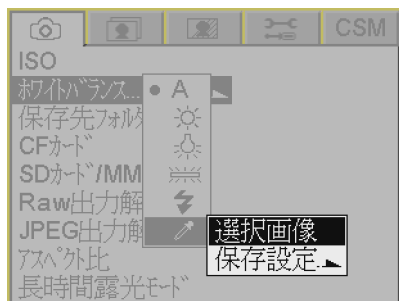 CSM
ISO
ホワイトバランス...
A
保存先フォルダ
CFカード
SDカード/MM
Raw出力解
JPEG出力解
選択画像
アスペクト比
保存設定...
長時間露光モード